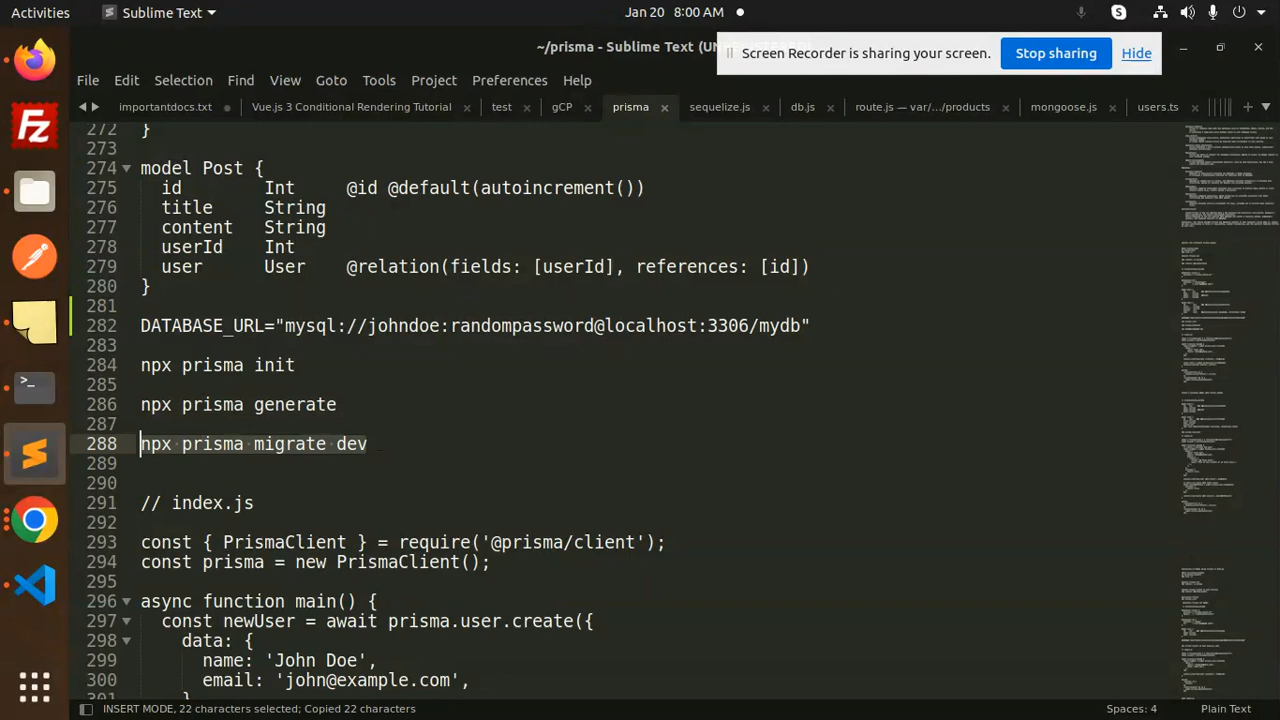 Activities
Sublime Text
Jan 20 8:00 AM
~/prisma - Sublime Text (UN
Screen Recorder is sharing your screen.
Stop sharing
Hide
File Edit Selection Find View Goto Tools Project Preferences Help
importantdocs.txt
Vue.js 3 Conditional Rendering Tutorial
test
gCP
prisma
sequelize.js
db.js
route.js — var/.../products
mongoose.js
users.ts
272 }
273
274 model Post {
275 id Int @id @default(autoincrement())
276 title String
277 content String
278 userId Int
279 user User @relation(fields: [userId], references: [id])
280 }
281
282 DATABASE_URL="mysql://johndoe:randompassword@localhost:3306/mydb"
283
284 npx prisma init
285
286 npx prisma generate
287
288 npx prisma migrate dev
289
290
291 // index.js
292
293 const { PrismaClient } = require('@prisma/client');
294 const prisma = new PrismaClient();
295
296 async function main() {
297 const newUser = await prisma.user.create({
298 data: {
299 name: 'John Doe',
300 email: 'john@example.com',
301 }
INSERT MODE, 22 characters selected; Copied 22 characters
Spaces: 4
Plain Text